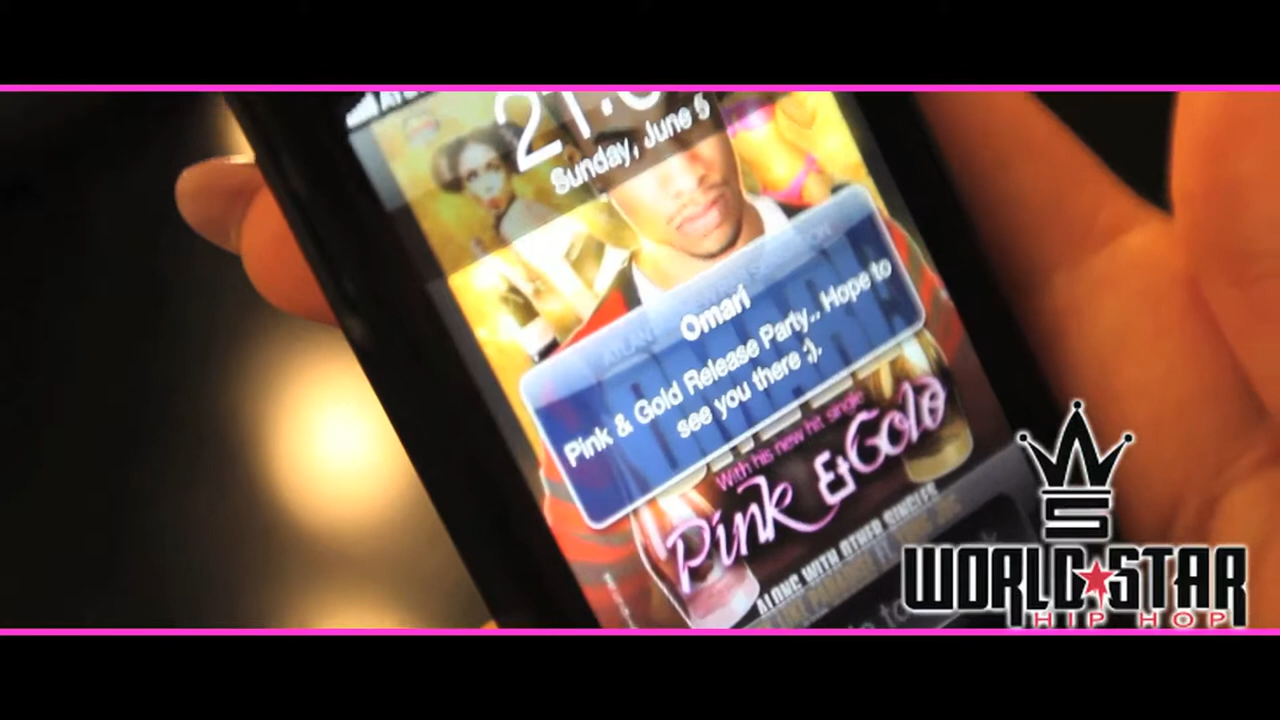 Sunday, June 5
Omari
Pink & Gold Release Party.. Hope to
see you there ;).
With his new hit single
Pink & Gold
ALONG WITH OTHER SINGLES
WORLD STAR
HIP HOP